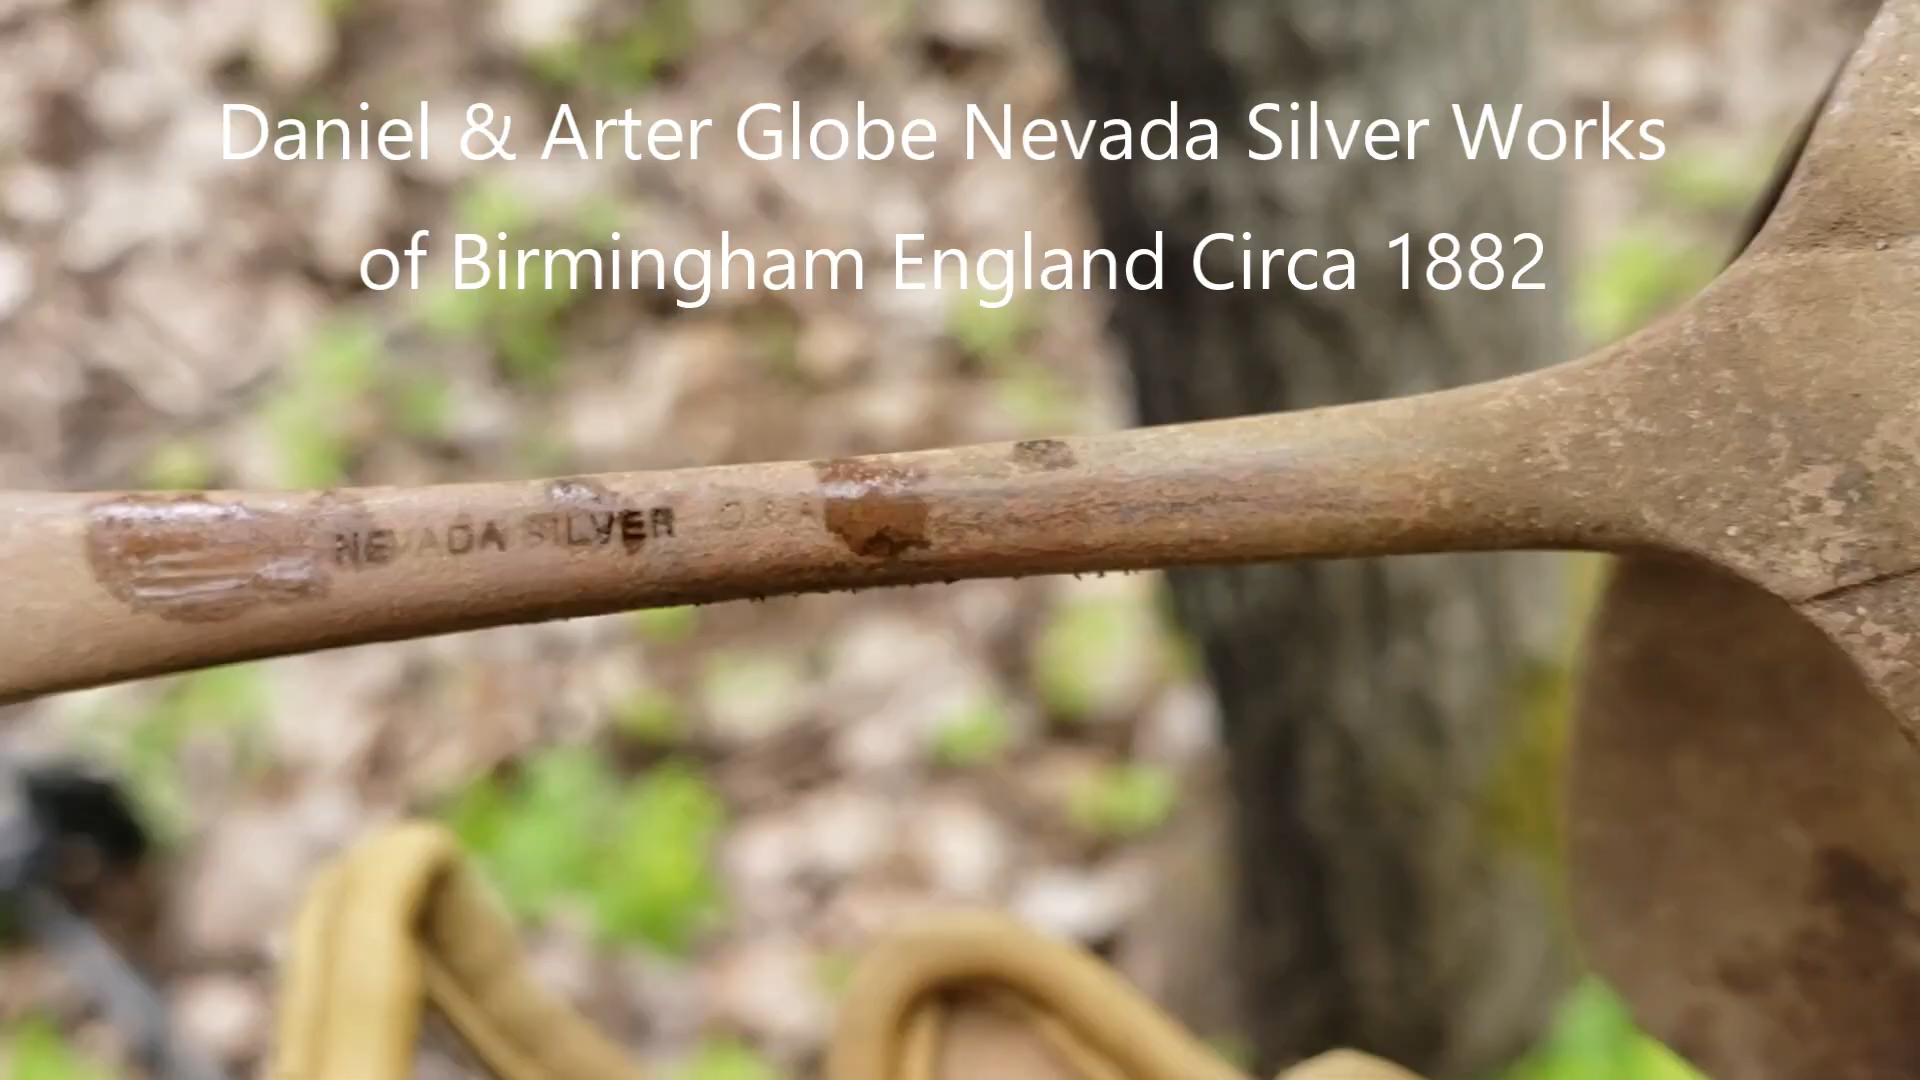 Daniel & Arter Globe Nevada Silver Works
of Birmingham England Circa 1882
NEVADA SILVER D & A